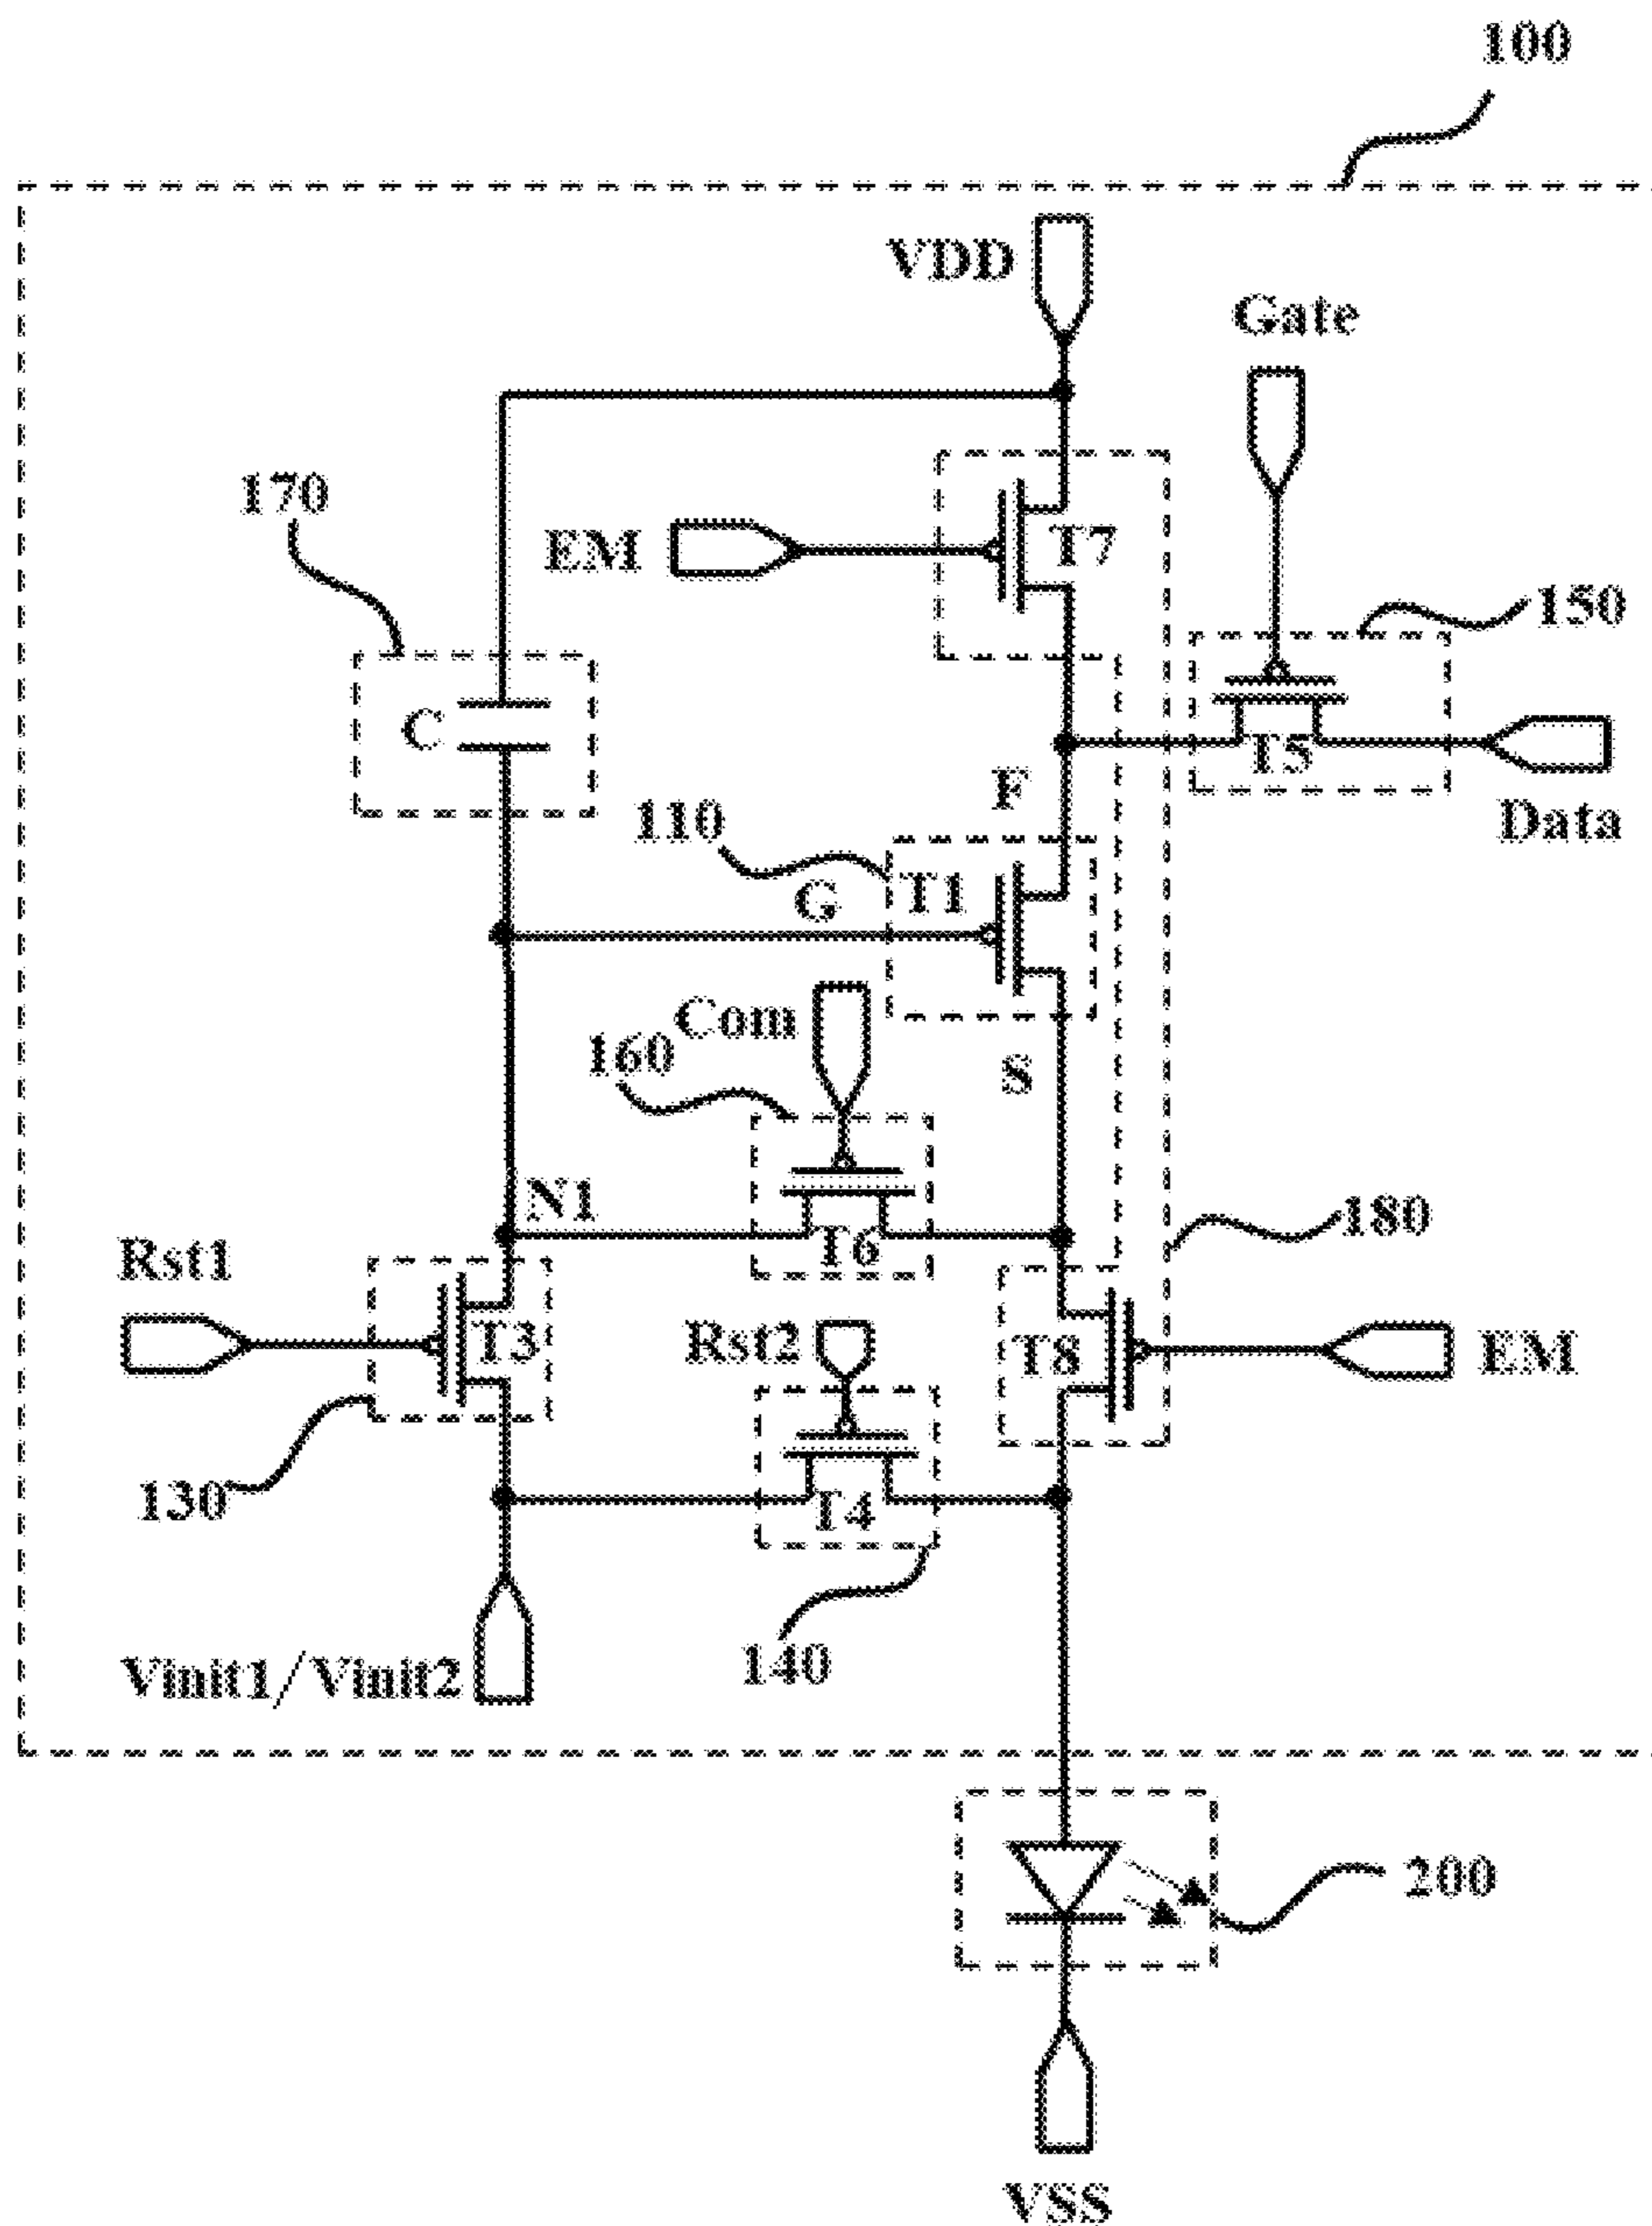 100
VDD
Gate
170
EM
T7
150
C
T5
F
110
Data
T1
G
Com
160
S
N1
180
Rst1
T6
T3
Rst2
T8
EM
130
T4
Vinit1/Vinit2
140
200
VSS